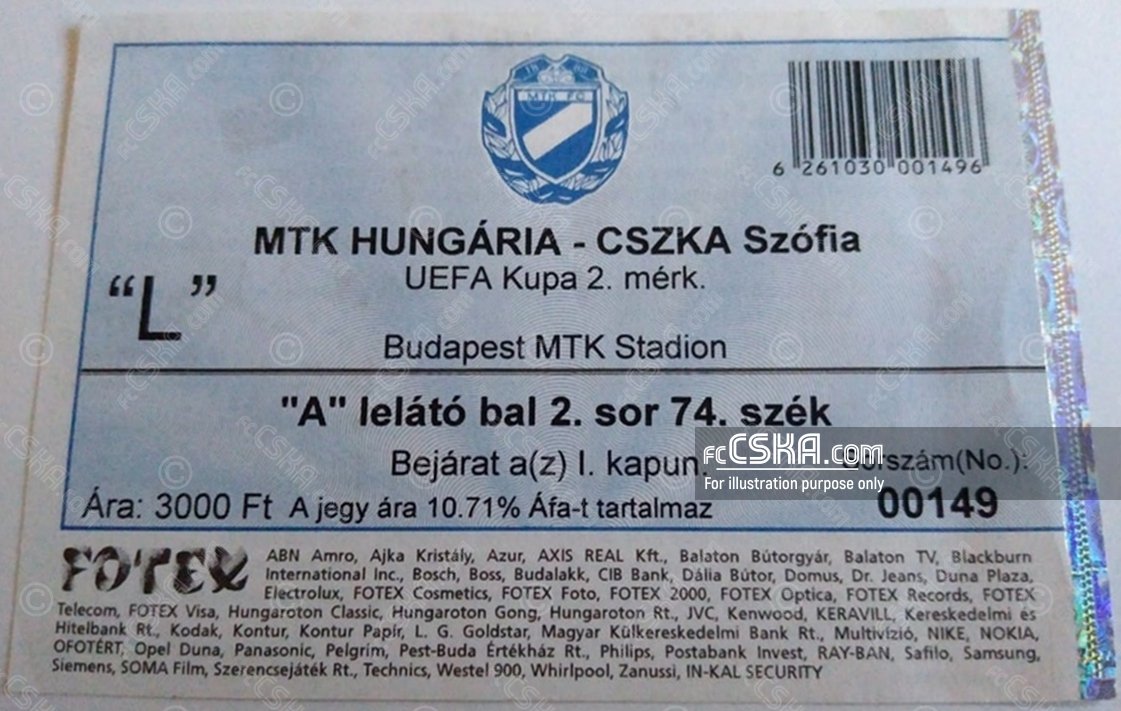 MTK FC
6 261030 001496
MTK HUNGÁRIA - CSZKA Szófia
UEFA Kupa 2. mérk.
“L”
Budapest MTK Stadion
"A" lelátó bal 2. sor 74. szék
fcCSKA.com
Bejárat a(z) I. kapun. Sorszám(No.):
For illustration purpose only
Ára: 3000 Ft A jegy ára 10.71% Áfa-t tartalmaz 00149
FOTEX ABN Amro, Ajka Kristály, Azur, AXIS REAL Kft., Balaton Bútorgyár, Balaton TV, Blackburn
International Inc., Bosch, Boss, Budalakk, CIB Bank, Dália Bútor, Domus, Dr. Jeans, Duna Plaza,
Electrolux, FOTEX Cosmetics, FOTEX Foto, FOTEX 2000, FOTEX Optica, FOTEX Records, FOTEX
Telecom, FOTEX Visa, Hungaroton Classic, Hungaroton Gong, Hungaroton Rt., JVC, Kenwood, KERAVILL, Kereskedelmi és
Hitelbank Rt., Kodak, Kontur, Kontur Papír, L. G. Goldstar, Magyar Külkereskedelmi Bank Rt., Multivízió, NIKE, NOKIA,
OFOTÉRT, Opel Duna, Panasonic, Pelgrim, Pest-Buda Értékház Rt., Philips, Postabank Invest, RAY-BAN, Safilo, Samsung,
Siemens, SOMA Film, Szerencsejáték Rt., Technics, Westel 900, Whirlpool, Zanussi, IN-KAL SECURITY